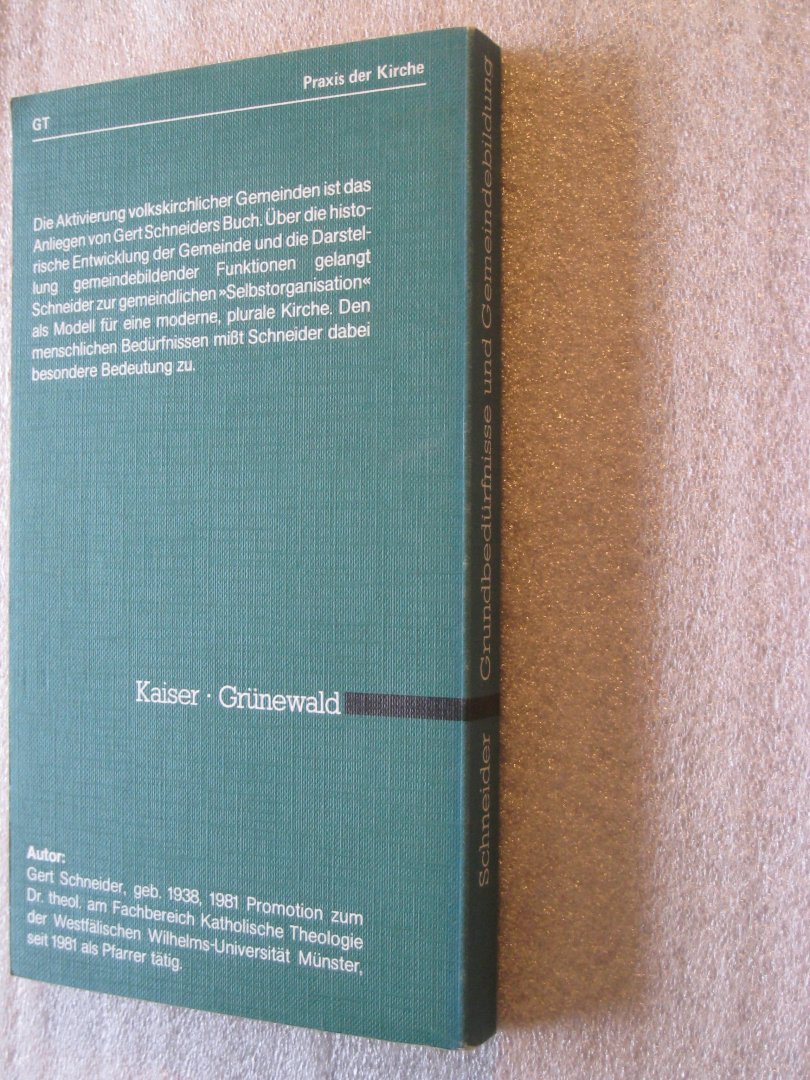 GT
Praxis der Kirche
Die Aktivierung volkskirchlicher Gemeinden ist das
Anliegen von Gert Schneiders Buch. Über die histo-
rische Entwicklung der Gemeinde und die Darstel-
lung gemeindebildender Funktionen gelangt
Schneider zur gemeindlichen »Selbstorganisation«
als Modell für eine moderne, plurale Kirche. Den
menschlichen Bedürfnissen mißt Schneider dabei
besondere Bedeutung zu.
Kaiser · Grünewald
Autor:
Gert Schneider, geb. 1938, 1981 Promotion zum
Dr. theol. am Fachbereich Katholische Theologie
der Westfälischen Wilhelms-Universität Münster,
seit 1981 als Pfarrer tätig.
Schneider Grundbedürfnisse und Gemeindebildung